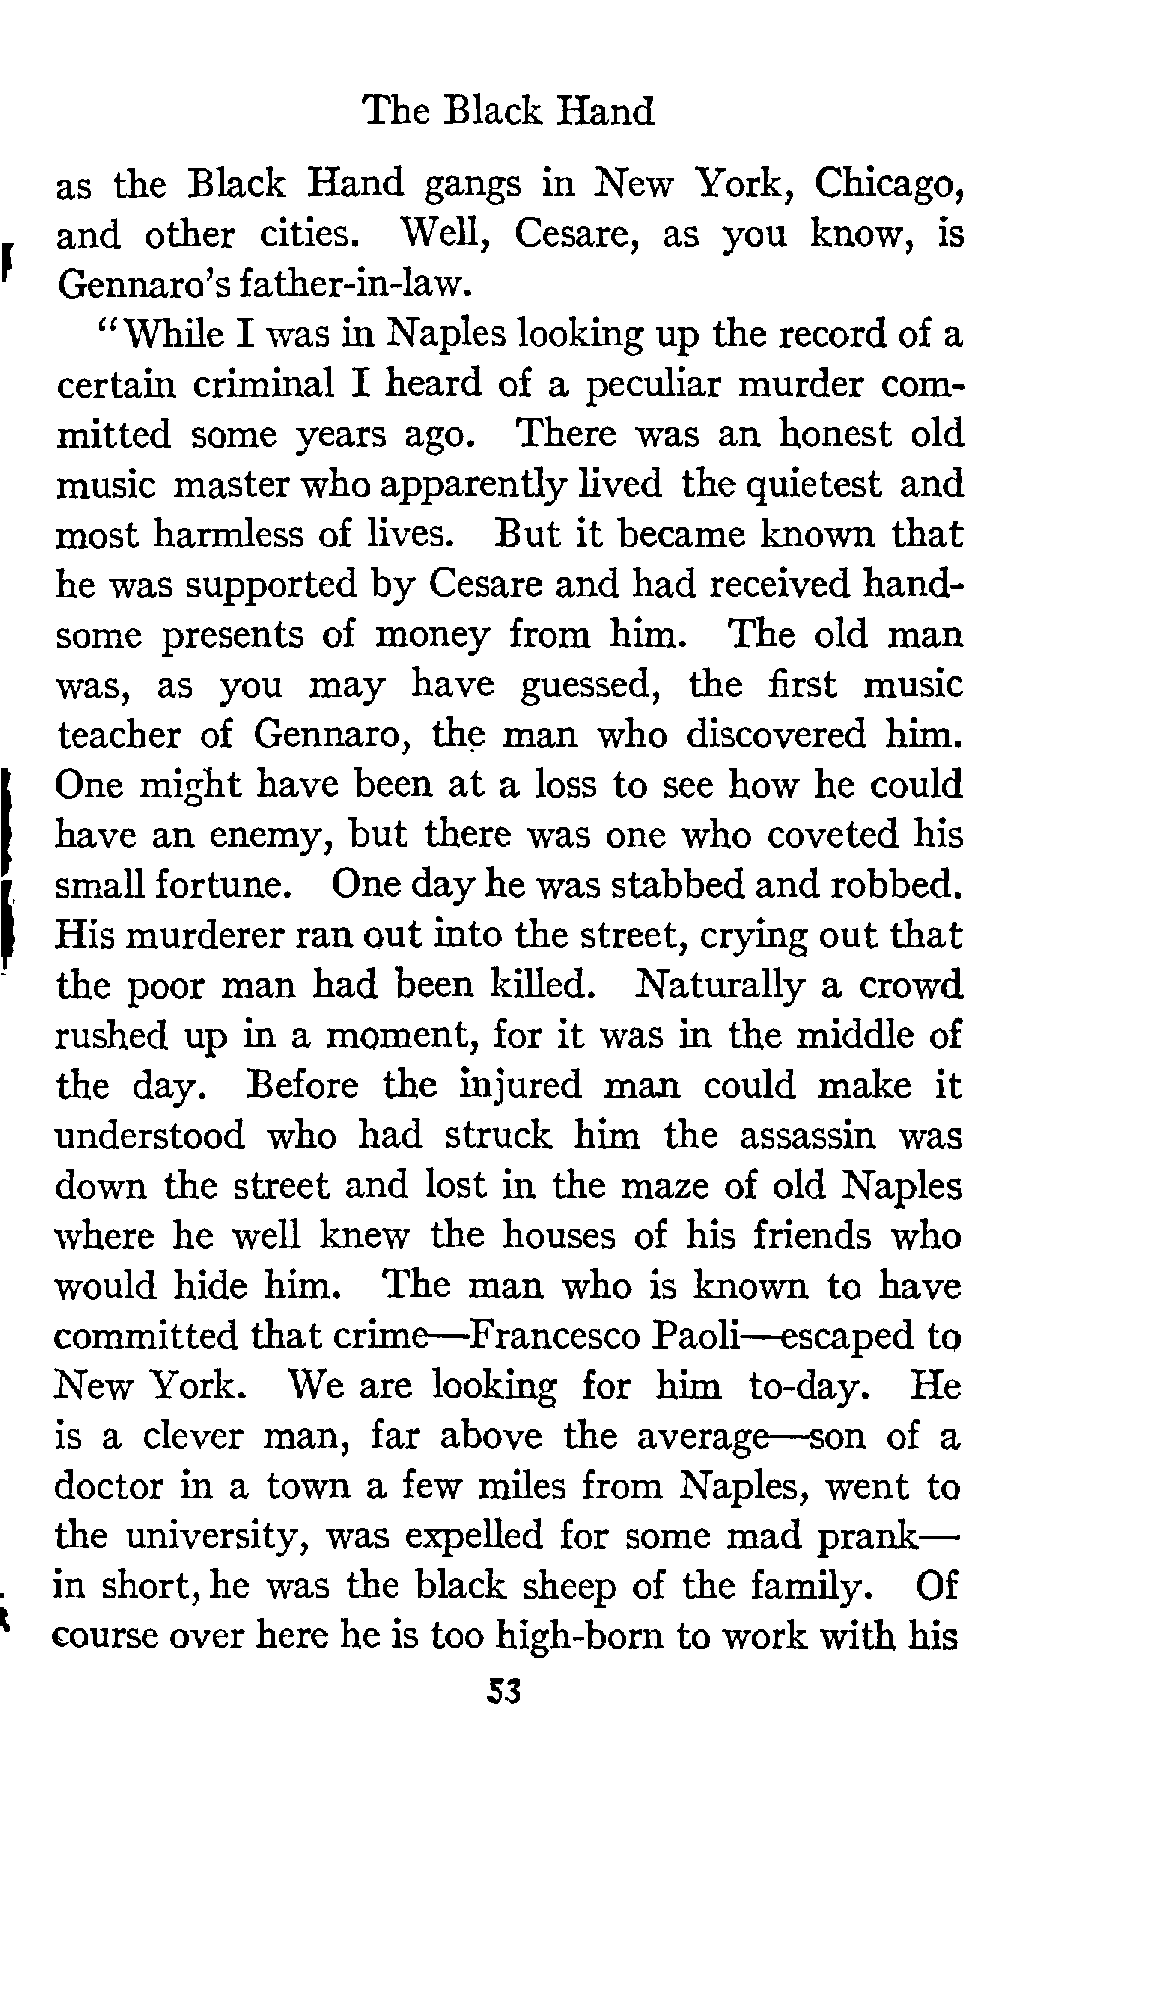 The Black Hand
as the Black Hand gangs in New York, Chicago,
and other cities. Well, Cesare, as you know, is
Gennaro's father-in-law.
"While I was in Naples looking up the record of a
certain criminal I heard of a peculiar murder com-
mitted some years ago. There was an honest old
music master who apparently lived the quietest and
most harmless of lives. But it became known that
he was supported by Cesare and had received hand-
some presents of money from him. The old man
was, as you may have guessed, the first music
teacher of Gennaro, the man who discovered him.
One might have been at a loss to see how he could
have an enemy, but there was one who coveted his
small fortune. One day he was stabbed and robbed.
His murderer ran out into the street, crying out that
the poor man had been killed. Naturally a crowd
rushed up in a moment, for it was in the middle of
the day. Before the injured man could make it
understood who had struck him the assassin was
down the street and lost in the maze of old Naples
where he well knew the houses of his friends who
would hide him. The man who is known to have
committed that crime—Francesco Paoli—escaped to
New York. We are looking for him to-day. He
is a clever man, far above the average—son of a
doctor in a town a few miles from Naples, went to
the university, was expelled for some mad prank—
in short, he was the black sheep of the family. Of
course over here he is too high-born to work with his
53